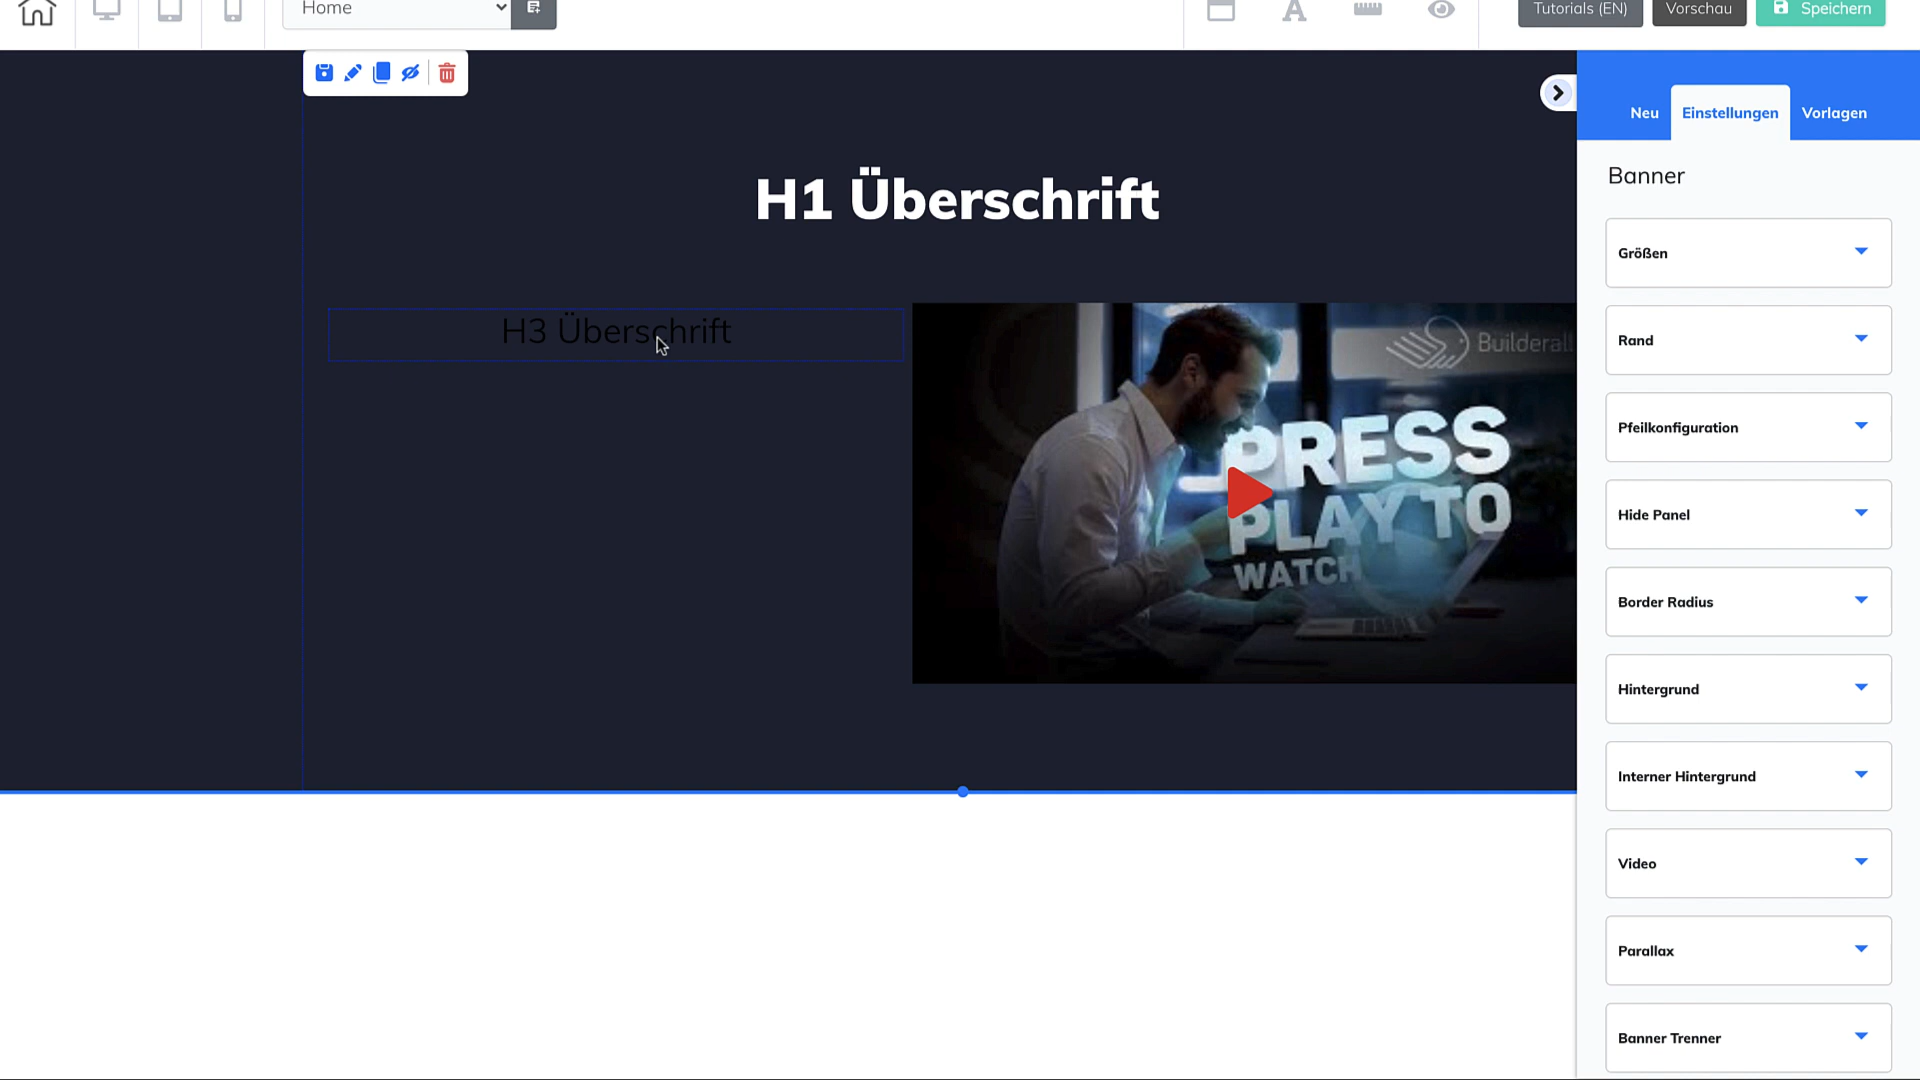 Home
Tutorials (EN)
Vorschau
Speichern
Neu
Einstellungen
Vorlagen
Banner
H1 Überschrift
Größen
H3 Überschrift
Builderall
Rand
PRESS
PLAY TO
WATCH
Pfeilkonfiguration
Hide Panel
Border Radius
Hintergrund
Interner Hintergrund
Video
Parallax
Banner Trenner